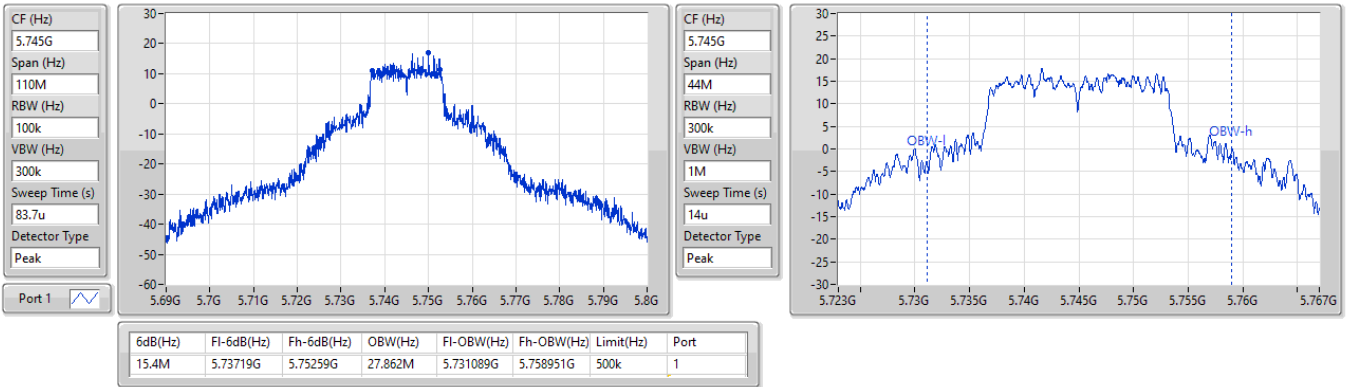 CF (Hz)
5.745G
Span (Hz)
110M
RBW (Hz)
100k
VBW (Hz)
300k
Sweep Time (s)
83.7u
Detector Type
Peak
Port 1
30
20
10
0
-10
-20
-30
-40
-50
-60
5.69G 5.7G 5.71G 5.72G 5.73G 5.74G 5.75G 5.76G 5.77G 5.78G 5.79G 5.8G
CF (Hz)
5.745G
Span (Hz)
44M
RBW (Hz)
300k
VBW (Hz)
1M
Sweep Time (s)
14u
Detector Type
Peak
30
25
20
15
10
5
0
-5
-10
-15
-20
-25
-30
OBW-l
OBW-h
5.723G 5.73G 5.735G 5.74G 5.745G 5.75G 5.755G 5.76G 5.767G
6dB(Hz) Fl-6dB(Hz) Fh-6dB(Hz) OBW(Hz) Fl-OBW(Hz) Fh-OBW(Hz) Limit(Hz) Port
15.4M 5.73719G 5.75259G 27.862M 5.731089G 5.758951G 500k 1